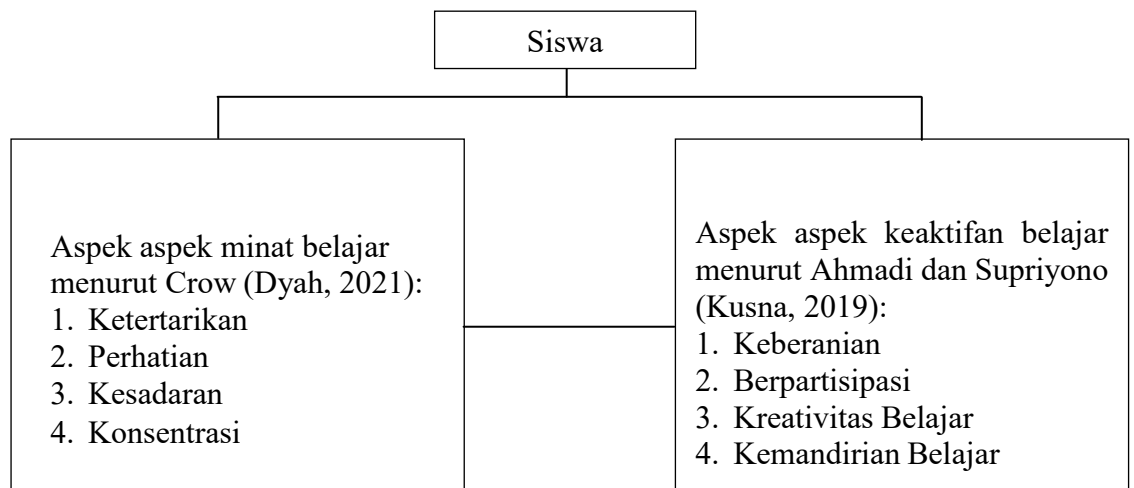 Siswa
Aspek aspek minat belajar
menurut Crow (Dyah, 2021):
1. Ketertarikan
2. Perhatian
3. Kesadaran
4. Konsentrasi
Aspek aspek keaktifan belajar
menurut Ahmadi dan Supriyono
(Kusna, 2019):
1. Keberanian
2. Berpartisipasi
3. Kreativitas Belajar
4. Kemandirian Belajar